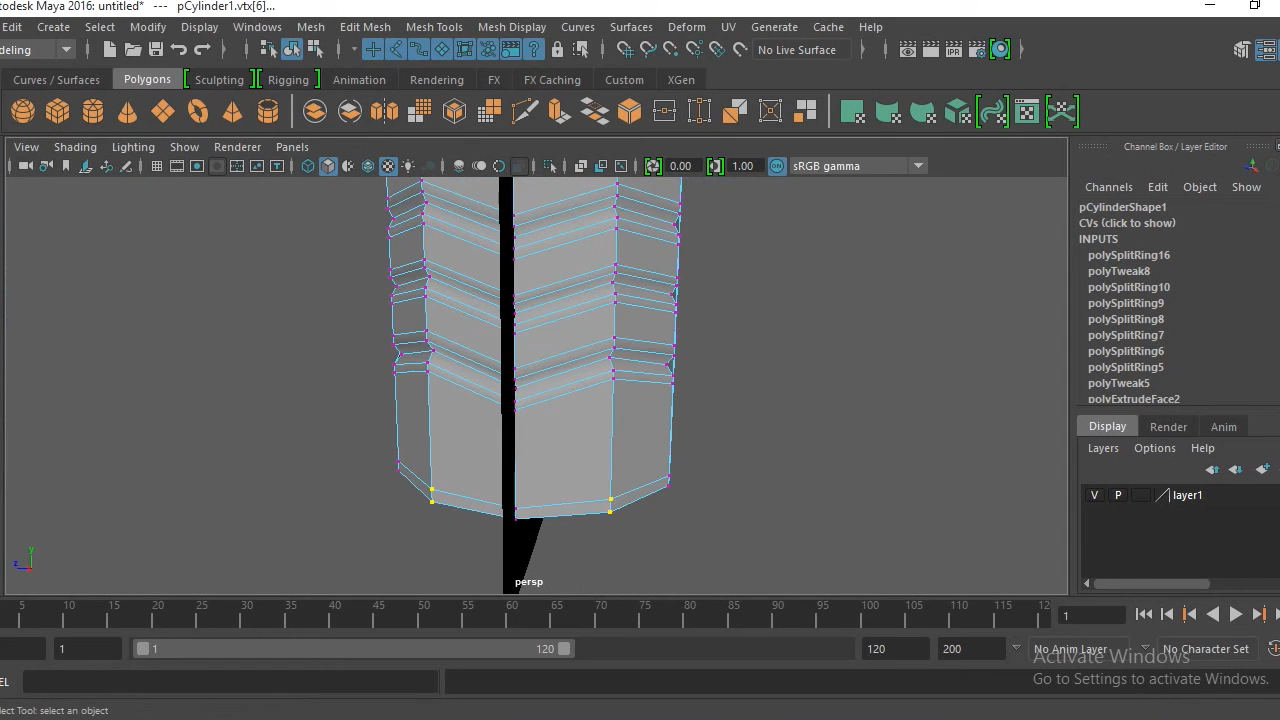 todesk Maya 2016: untitled* --- pCylinder1.vtx[6]...
Edit Create Select Modify Display Windows Mesh Edit Mesh Mesh Tools Mesh Display Curves Surfaces Deform UV Generate Cache Help
deling No Live Surface
Curves / Surfaces Polygons Sculpting Rigging Animation Rendering FX FX Caching Custom XGen
View Shading Lighting Show Renderer Panels
0.00 1.00 ON sRGB gamma
Channel Box / Layer Editor
Channels Edit Object Show
pCylinderShape1
CVs (click to show)
INPUTS
polySplitRing16
polyTweak8
polySplitRing10
polySplitRing9
polySplitRing8
polySplitRing7
polySplitRing6
polySplitRing5
polyTweak5
polyExtrudeFace2
Display Render Anim
Layers Options Help
V P layer1
y
z
persp
5 10 15 20 25 30 35 40 45 50 55 60 65 70 75 80 85 90 95 100 105 110 115 12 1
1 1 120 120 200 No Anim Layer No Character Set
Activate Windows
Go to Settings to activate Windows.
EL
lect Tool: select an object